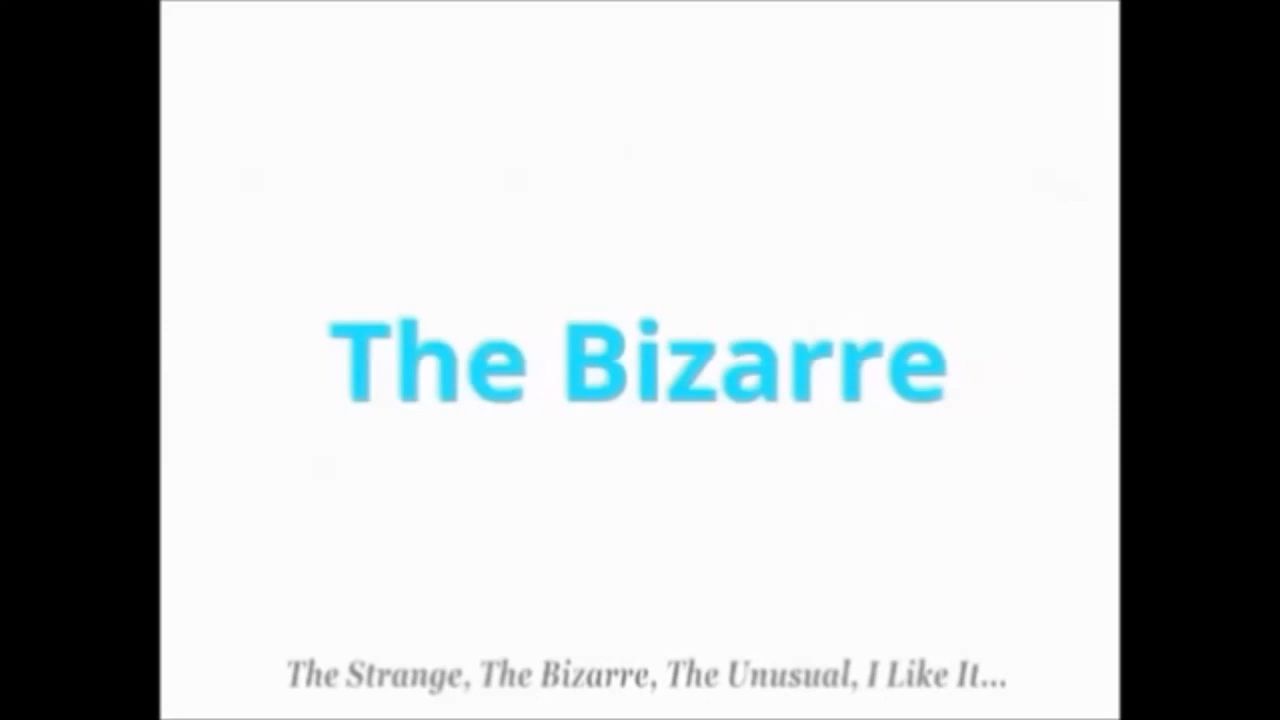 The Bizarre
The Strange, The Bizarre, The Unusual, I Like It...